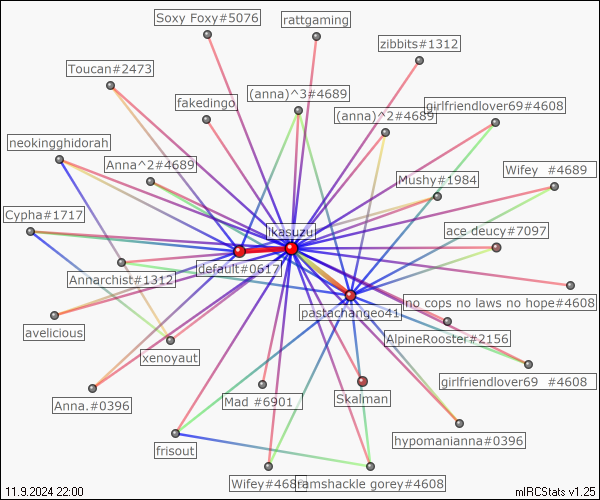 Soxy Foxy#5076
rattgaming
zibbits#1312
Toucan#2473
fakedingo
(anna)^3#4689
(anna)^2#4689
girlfriendlover69#4608
neokingghidorah
Anna^2#4689
Mushy#1984
Wifey #4689
Cypha#1717
ikasuzu
ace deucy#7097
default#0617
Annarchist#1312
no cops no laws no hope#4608
pastachangeo41
avelicious
AlpineRooster#2156
xenoyaut
girlfriendlover69 #4608
Anna.#0396
Mad #6901
Skalman
hypomanianna#0396
frisout
Wifey#4689
ramshackle gorey#4608
11.9.2024 22:00
mIRCStats v1.25